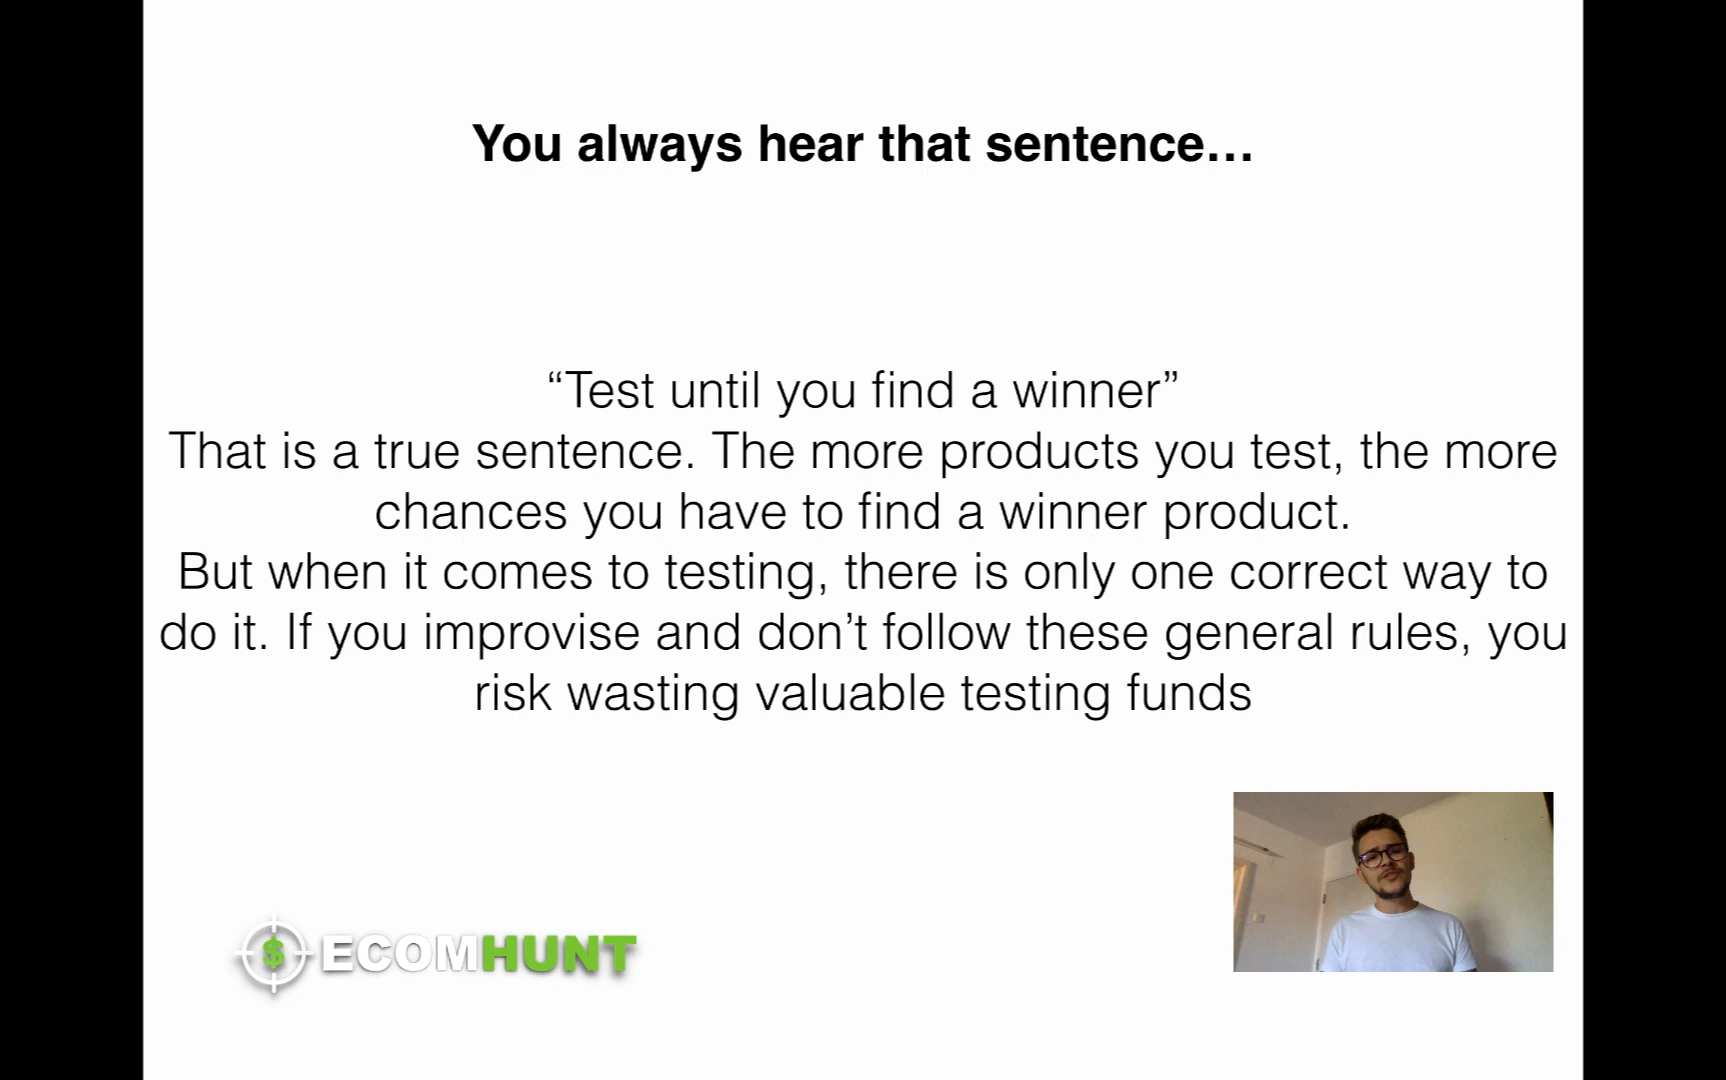 You always hear that sentence…
“Test until you find a winner”
That is a true sentence. The more products you test, the more
chances you have to find a winner product.
But when it comes to testing, there is only one correct way to
do it. If you improvise and don’t follow these general rules, you
risk wasting valuable testing funds
$ ECOMHUNT